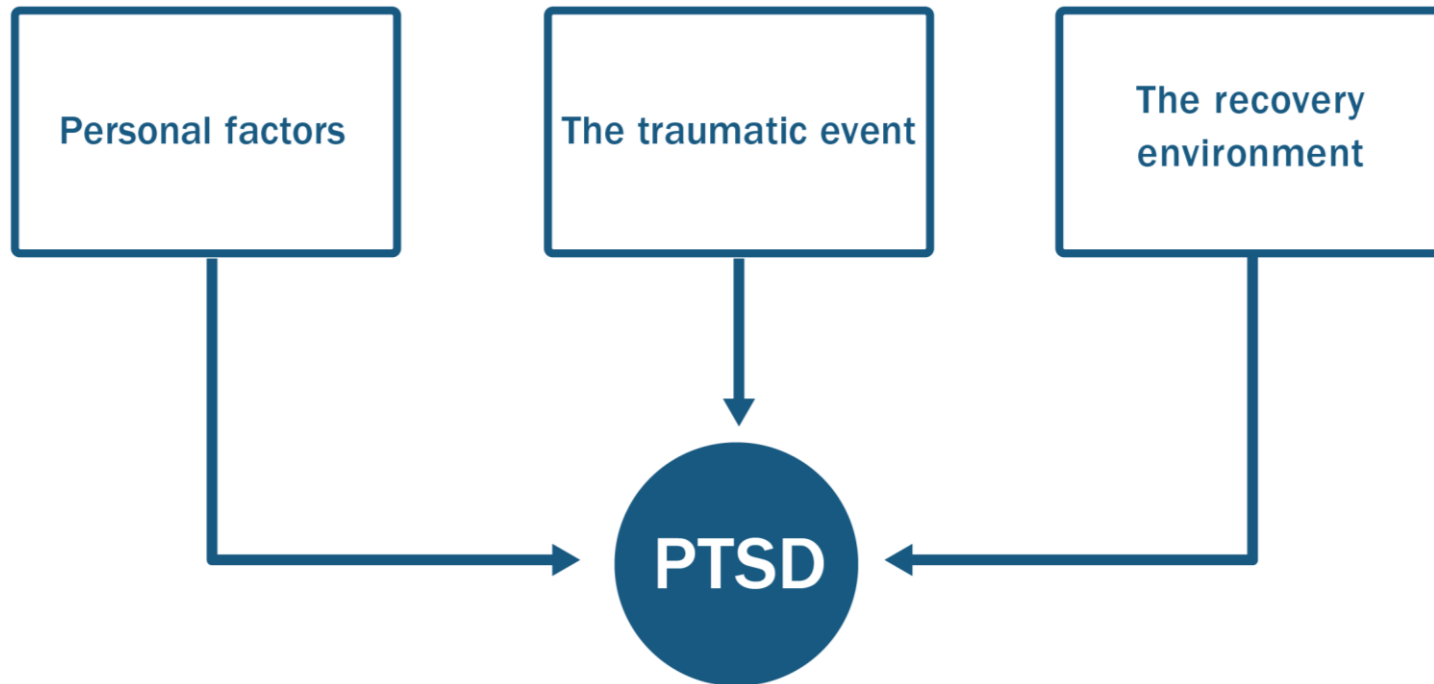 Personal factors
The traumatic event
The recovery
environment
PTSD